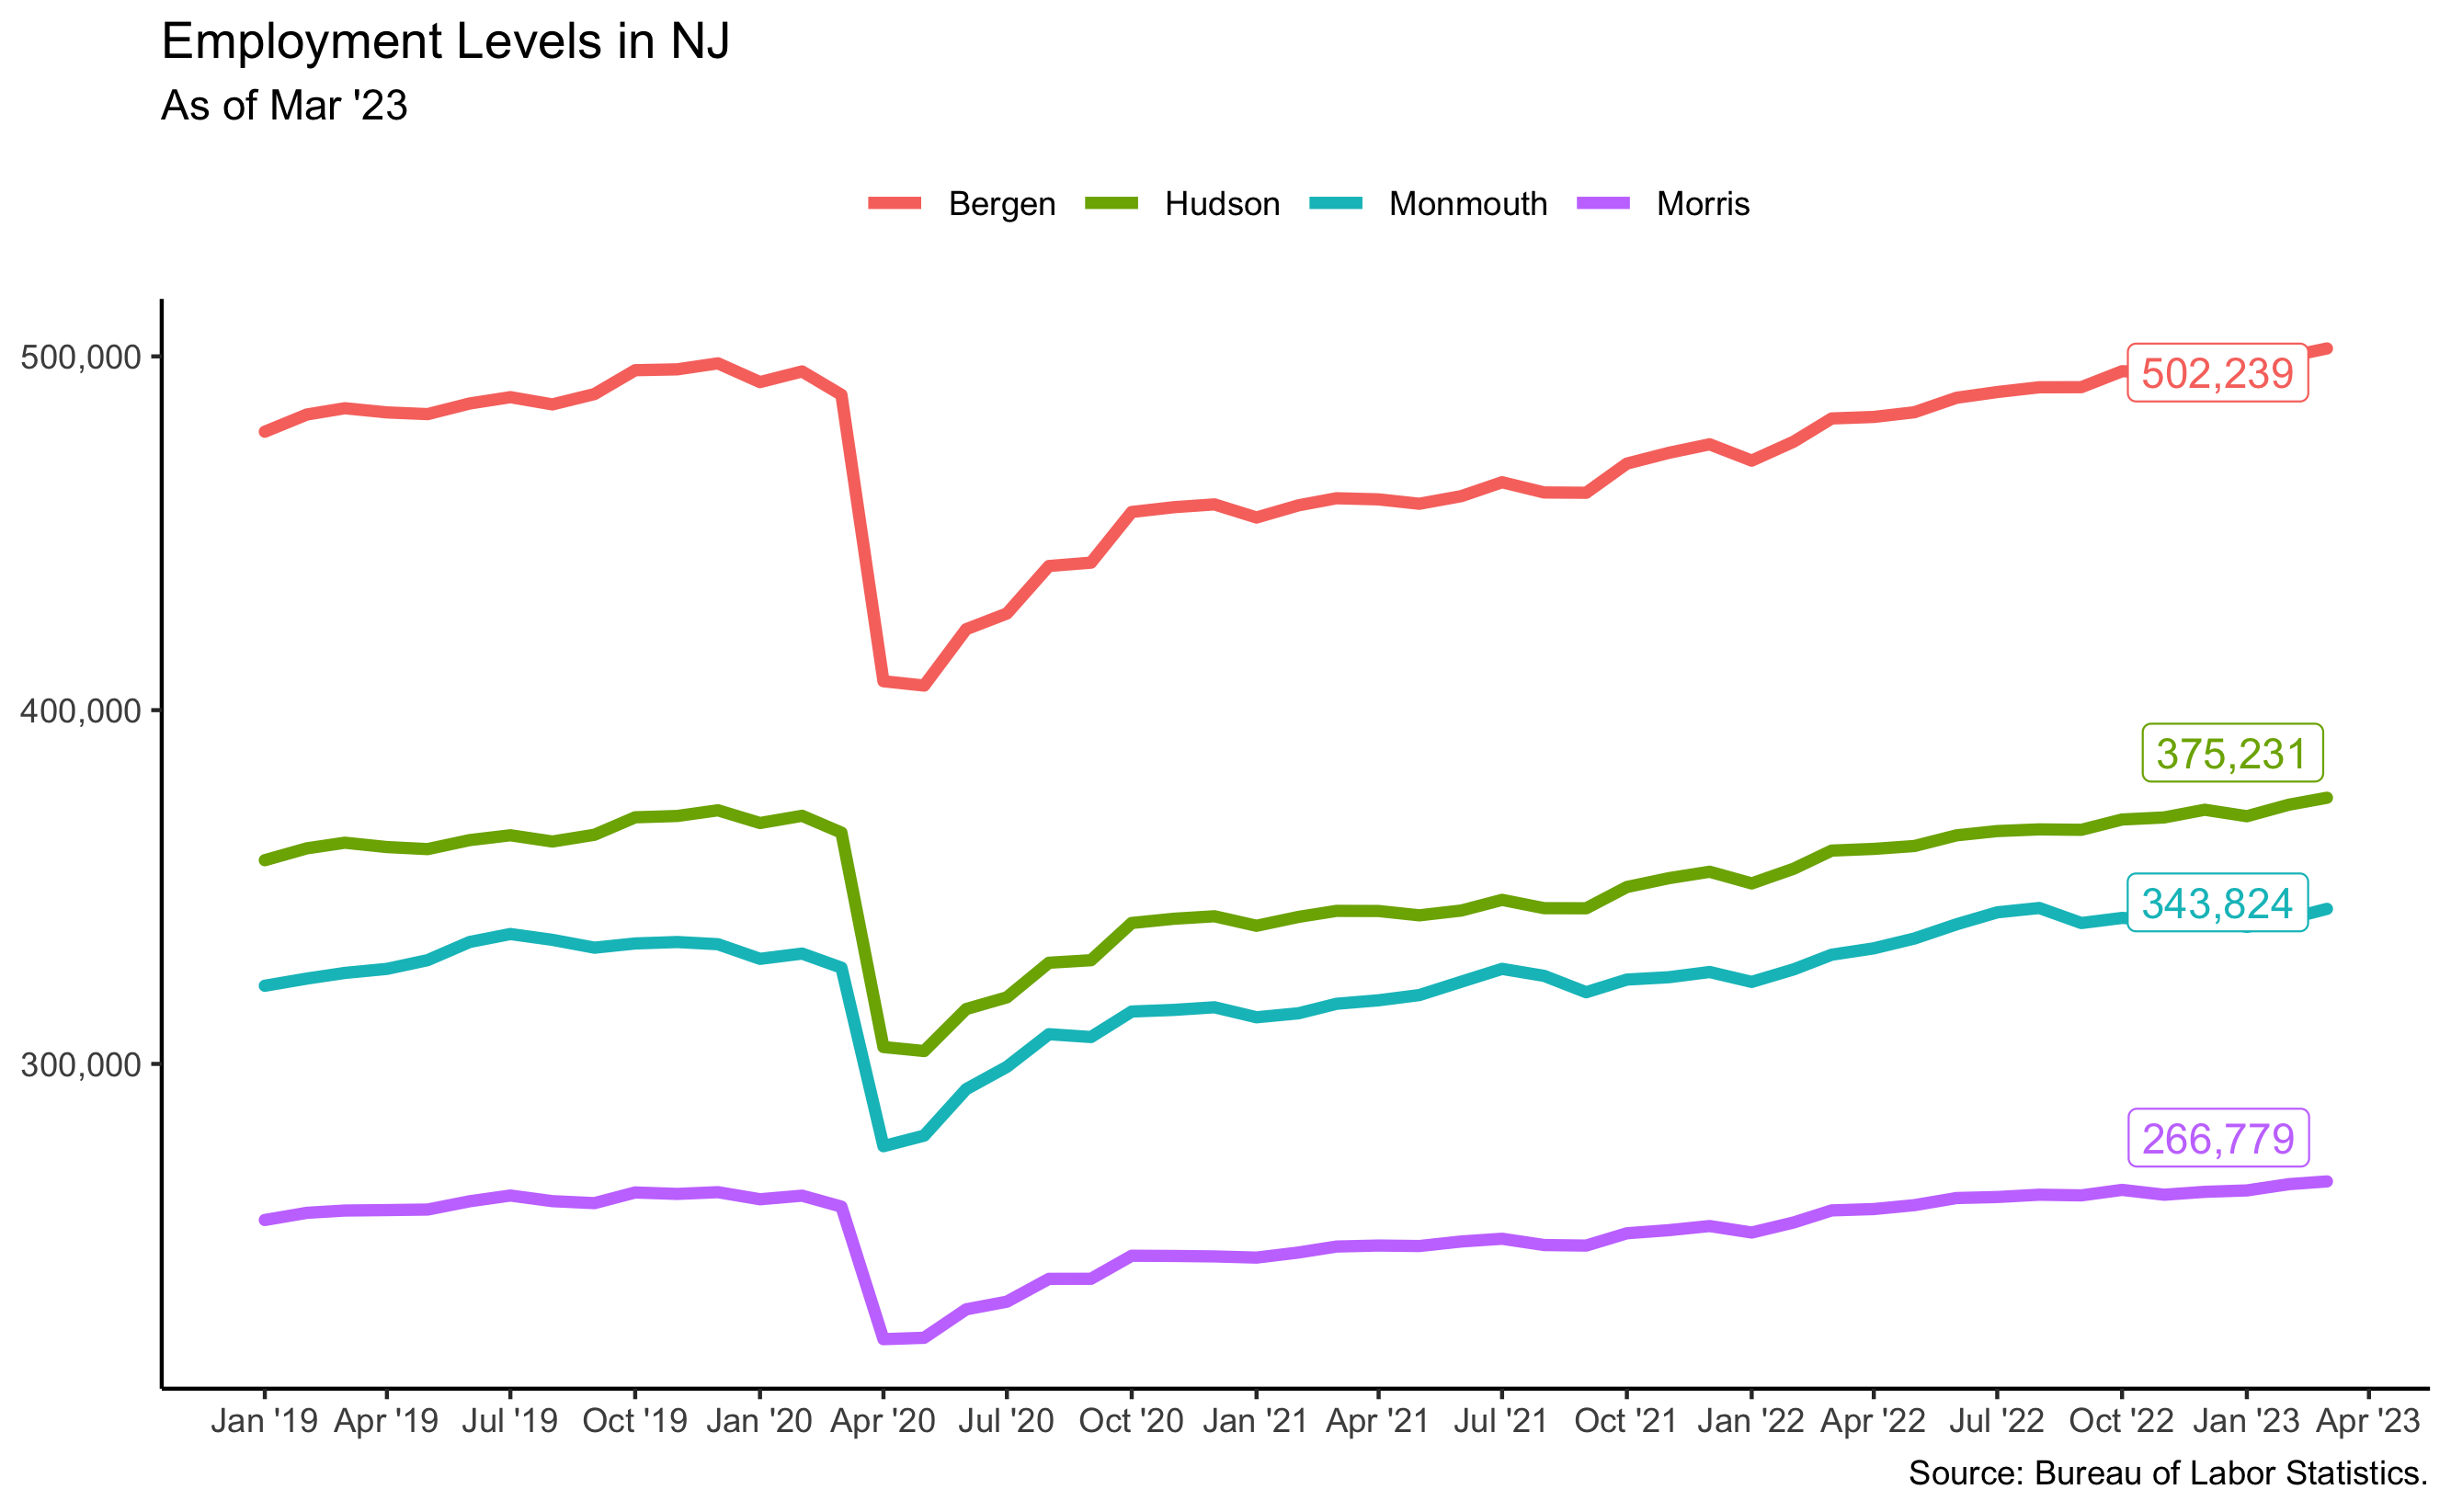 Employment Levels in NJ
As of Mar '23
Bergen Hudson Monmouth Morris
500,000
400,000
300,000
502,239
375,231
343,824
266,779
Jan '19 Apr '19 Jul '19 Oct '19 Jan '20 Apr '20 Jul '20 Oct '20 Jan '21 Apr '21 Jul '21 Oct '21 Jan '22 Apr '22 Jul '22 Oct '22 Jan '23 Apr '23
Source: Bureau of Labor Statistics.